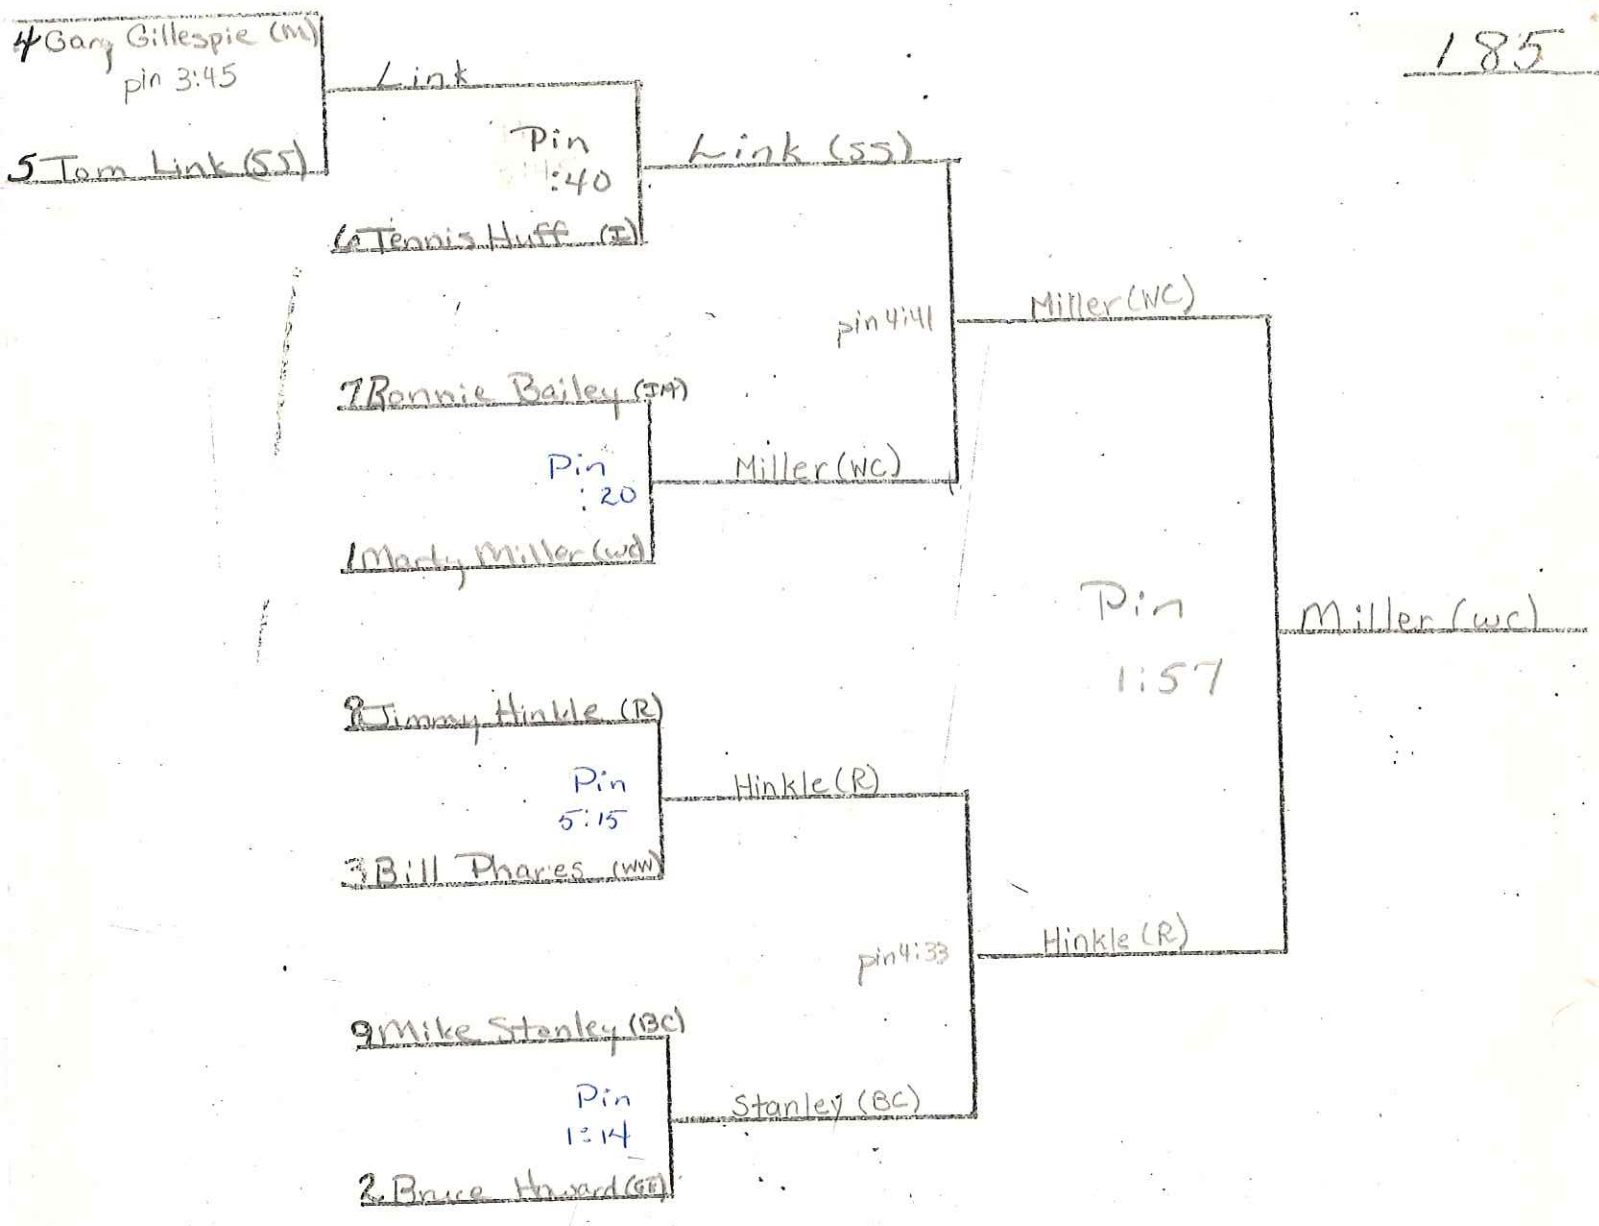 185
4 Gary Gillespie (M)
pin 3:45
5 Tom Link (SS)
Link
Pin
:40
6 Tennis Huff (I)
Link (SS)
pin 4:41
7 Ronnie Bailey (IM)
Pin
:20
1 Marty Miller (WC)
Miller (WC)
Miller (WC)
Pin
1:57
Miller (WC)
8 Jimmy Hinkle (R)
Pin
5:15
3 Bill Phares (WW)
Hinkle (R)
pin 4:33
Hinkle (R)
9 Mike Stanley (BC)
Pin
1:14
2 Bruce Howard
Stanley (BC)